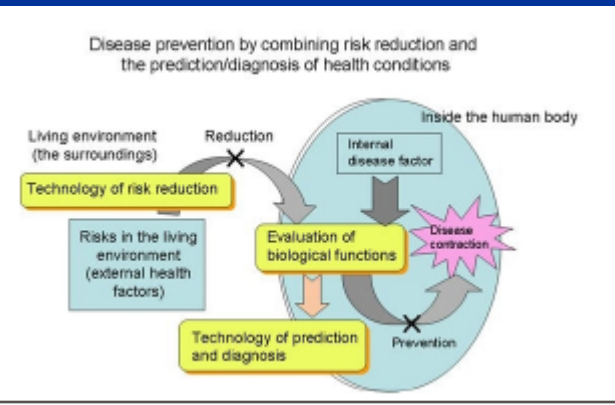 Disease prevention by combining risk reduction and
the prediction/diagnosis of health conditions
Inside the human body
Living environment
(the surroundings)
Reduction
Internal
disease factor
Technology of risk reduction
Risks in the living
environment
(external health
factors)
Evaluation of
biological functions
Disease
contraction
Technology of prediction
and diagnosis
Prevention